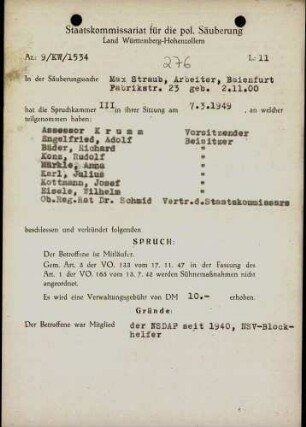 Staatskommissariat für die pol. Säuberung
Land Württemberg-Hohenzollern
Az: 9/KW/1534
L 11
276
In der Säuberungssache Max Straub, Arbeiter, Baienfurt
Fabrikstr. 23 geb. 2.11.00
hat die Spruchkammer III in ihrer Sitzung am 7.3.1949, an welcher
teilgenommen haben:
Assessor Krumm Vorsitzender
Engelfried, Adolf Beisitzer
Bäder, Richard "
Konz, Rudolf "
Märkle, Anna "
Karl, Julius "
Kottmann, Josef "
Eisele, Wilhelm "
Ob.Reg.Rat Dr. Schmid Vertr.d.Staatskommissars
beschlossen und verkündet folgenden
SPRUCH:
Der Betroffene ist Mitläufer.
Gem. Art. 3 der VO. 133 vom 17. 11. 47 in der Fassung des
Art. 1 der VO. 165 vom 13. 7. 48 werden Sühnemaßnahmen nicht
angeordnet.
Es wird eine Verwaltungsgebühr von DM 10.- erhoben.
Gründe:
Der Betroffene war Mitglied der NSDAP seit 1940, NSV-Block-
helfer